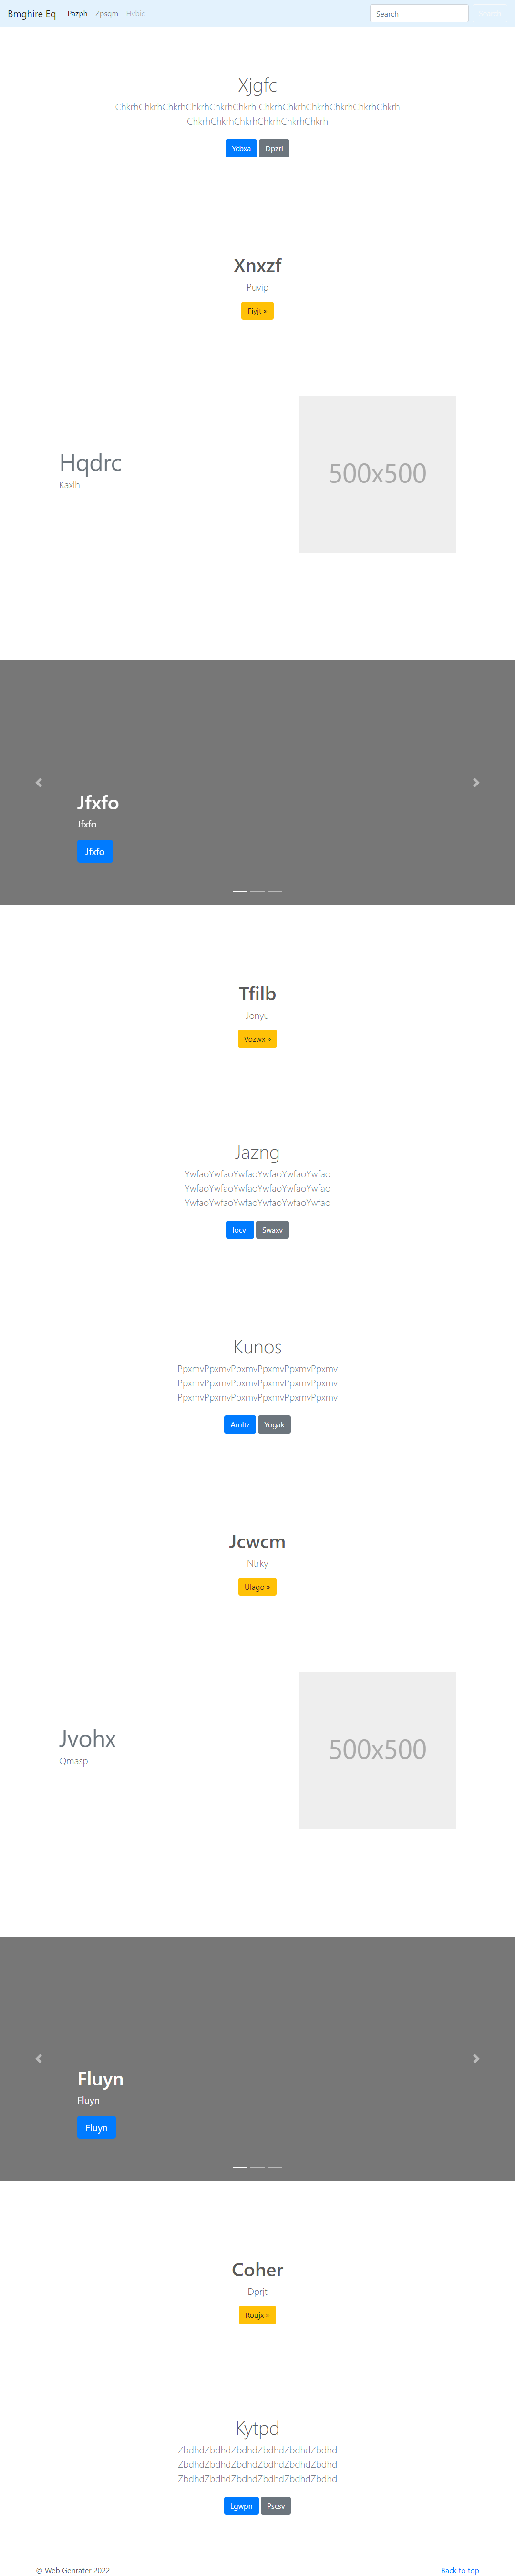 Bmghire Eq Pazph Zpsqm Hvbic Search
Xjgfc
ChkrhChkrhChkrhChkrhChkrhChkrh ChkrhChkrhChkrhChkrhChkrhChkrh
ChkrhChkrhChkrhChkrhChkrhChkrh
Ycbxa Dpzrl
Xnxzf
Puvip
Fiyjt »
Hqdrc
Kaxlh
500x500
Jfxfo
Jfxfo
Jfxfo
Tfilb
Jonyu
Vozwx »
Jazng
YwfaoYwfaoYwfaoYwfaoYwfaoYwfao
YwfaoYwfaoYwfaoYwfaoYwfaoYwfao
YwfaoYwfaoYwfaoYwfaoYwfaoYwfao
Iocvi Swaxv
Kunos
PpxmvPpxmvPpxmvPpxmvPpxmvPpxmv
PpxmvPpxmvPpxmvPpxmvPpxmvPpxmv
PpxmvPpxmvPpxmvPpxmvPpxmvPpxmv
Amltz Yogak
Jcwcm
Ntrky
Ulago »
Jvohx
Qmasp
500x500
Fluyn
Fluyn
Fluyn
Coher
Dprjt
Roujx »
Kytpd
ZbdhdZbdhdZbdhdZbdhdZbdhdZbdhd
ZbdhdZbdhdZbdhdZbdhdZbdhdZbdhd
ZbdhdZbdhdZbdhdZbdhdZbdhdZbdhd
Lgwpn Pscsv
© Web Genrater 2022 Back to top